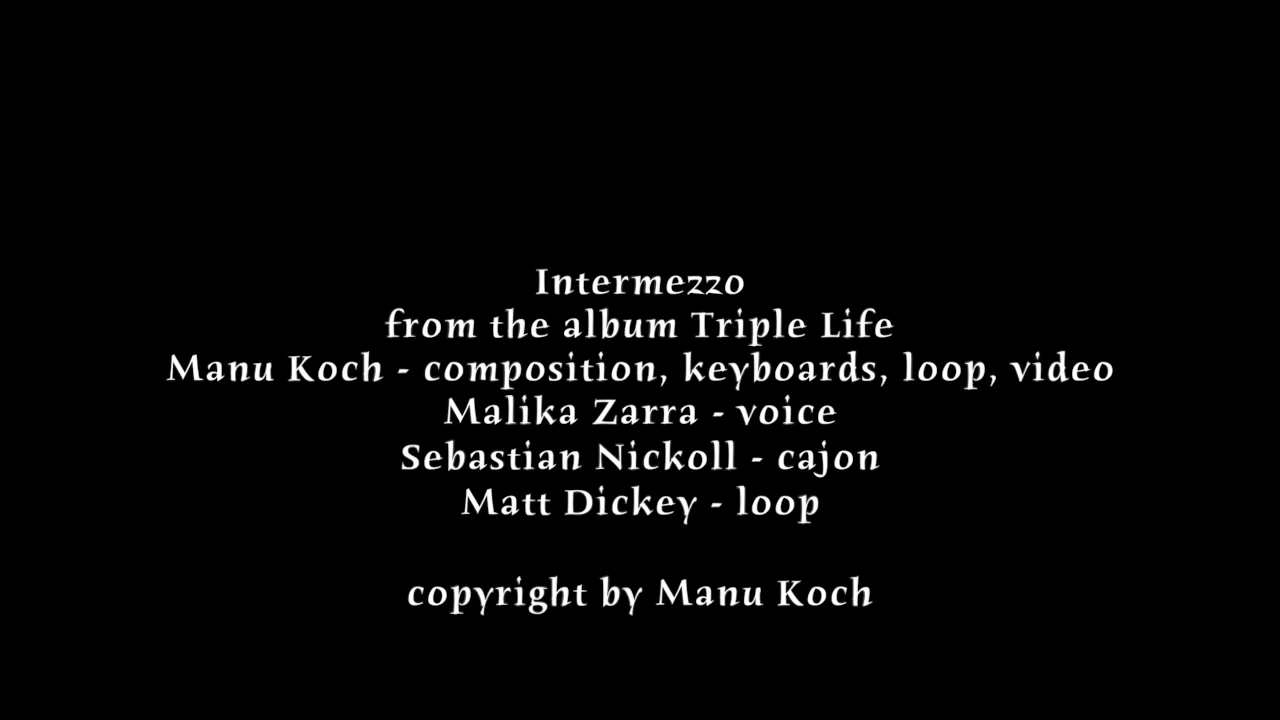 Intermezzo
from the album Triple Life
Manu Koch - composition, keyboards, loop, video
Malika Zarra - voice
Sebastian Nickoll - cajon
Matt Dickey - loop
copyright by Manu Koch